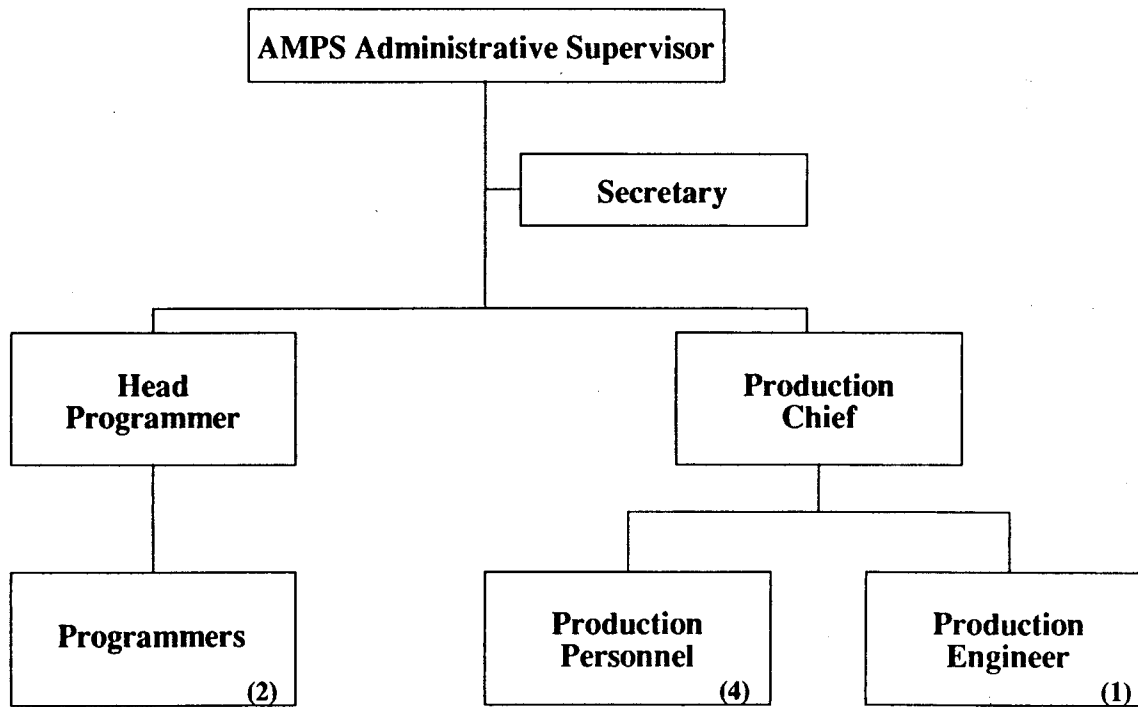 AMPS Administrative Supervisor
Secretary
Head
Programmer
Production
Chief
Programmers
(2)
Production
Personnel
(4)
Production
Engineer
(1)